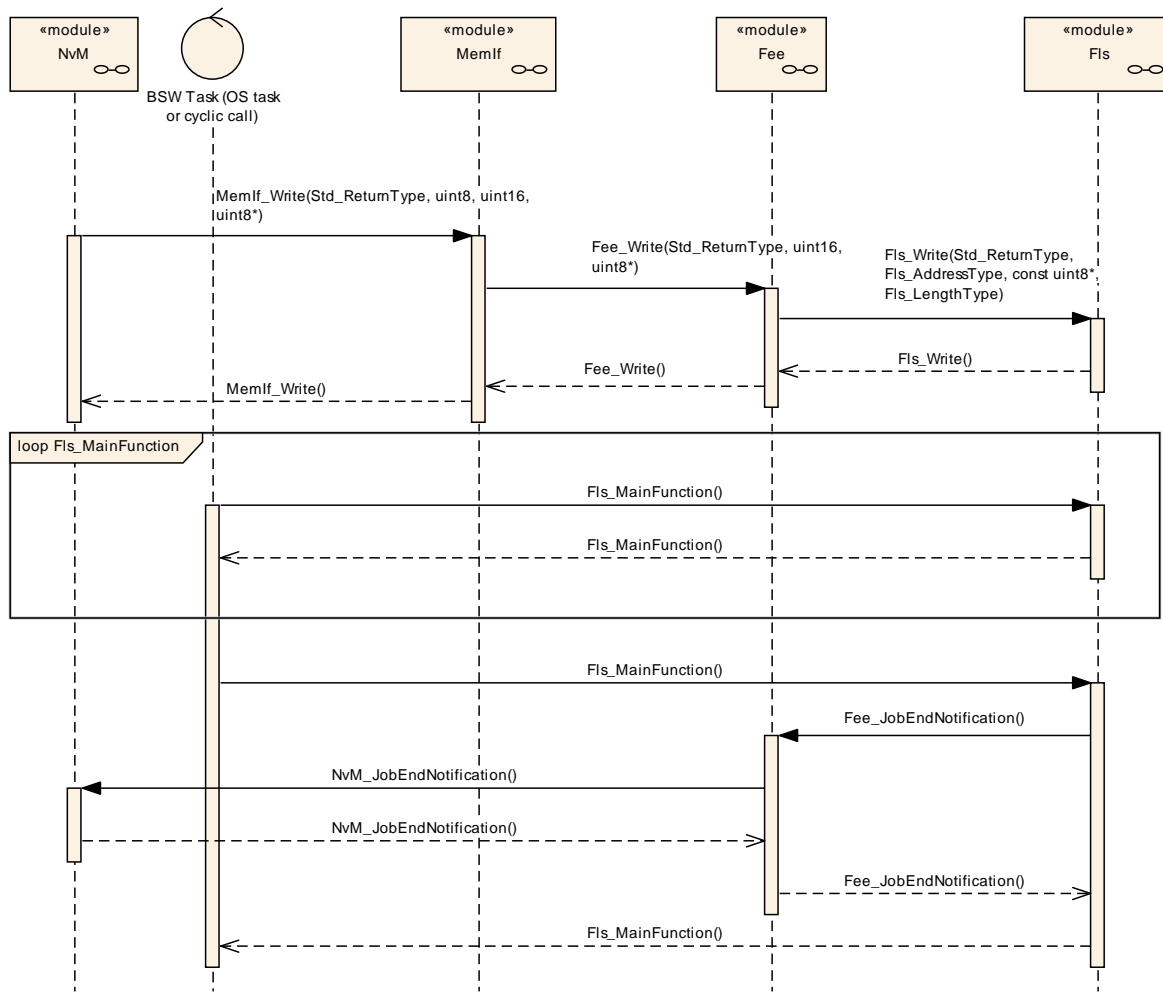 «module»
NvM
BSW Task (OS task
or cyclic call)
«module»
MemIf
«module»
Fee
«module»
Fls
MemIf_Write(Std_ReturnType, uint8, uint16,
uint8*)
Fee_Write(Std_ReturnType, uint16,
uint8*)
Fls_Write(Std_ReturnType,
Fls_AddressType, const uint8*,
Fls_LengthType)
Fls_Write()
Fee_Write()
MemIf_Write()
loop Fls_MainFunction
Fls_MainFunction()
Fls_MainFunction()
Fls_MainFunction()
Fee_JobEndNotification()
NvM_JobEndNotification()
NvM_JobEndNotification()
Fee_JobEndNotification()
Fls_MainFunction()